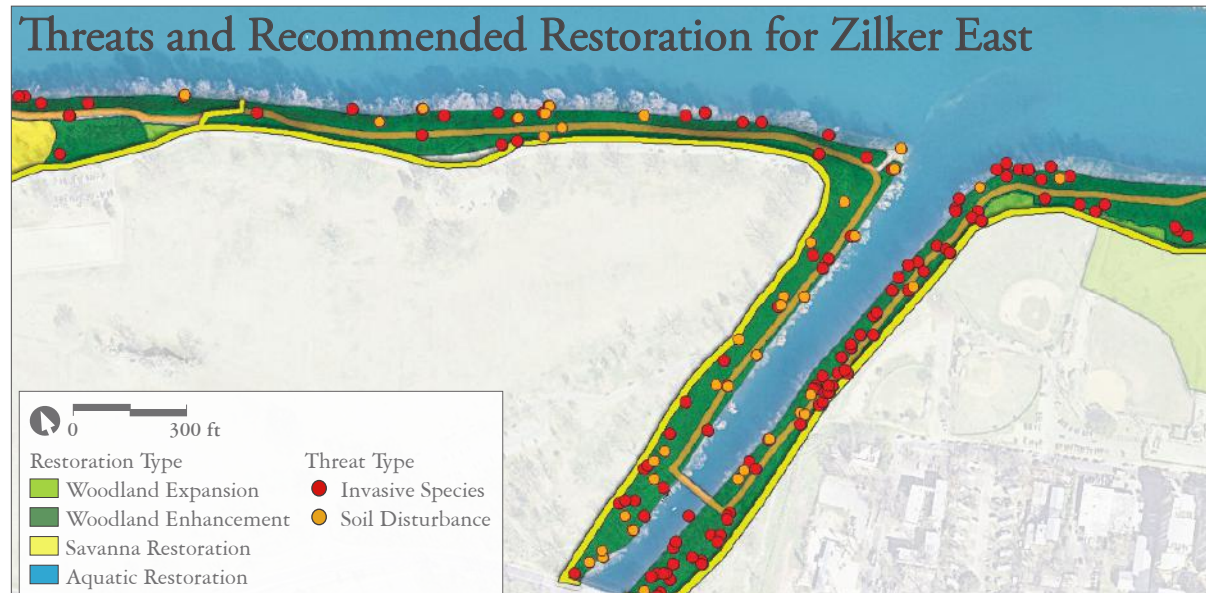 Threats and Recommended Restoration for Zilker East
0 300 ft
Restoration Type
Woodland Expansion
Woodland Enhancement
Savanna Restoration
Aquatic Restoration
Threat Type
Invasive Species
Soil Disturbance